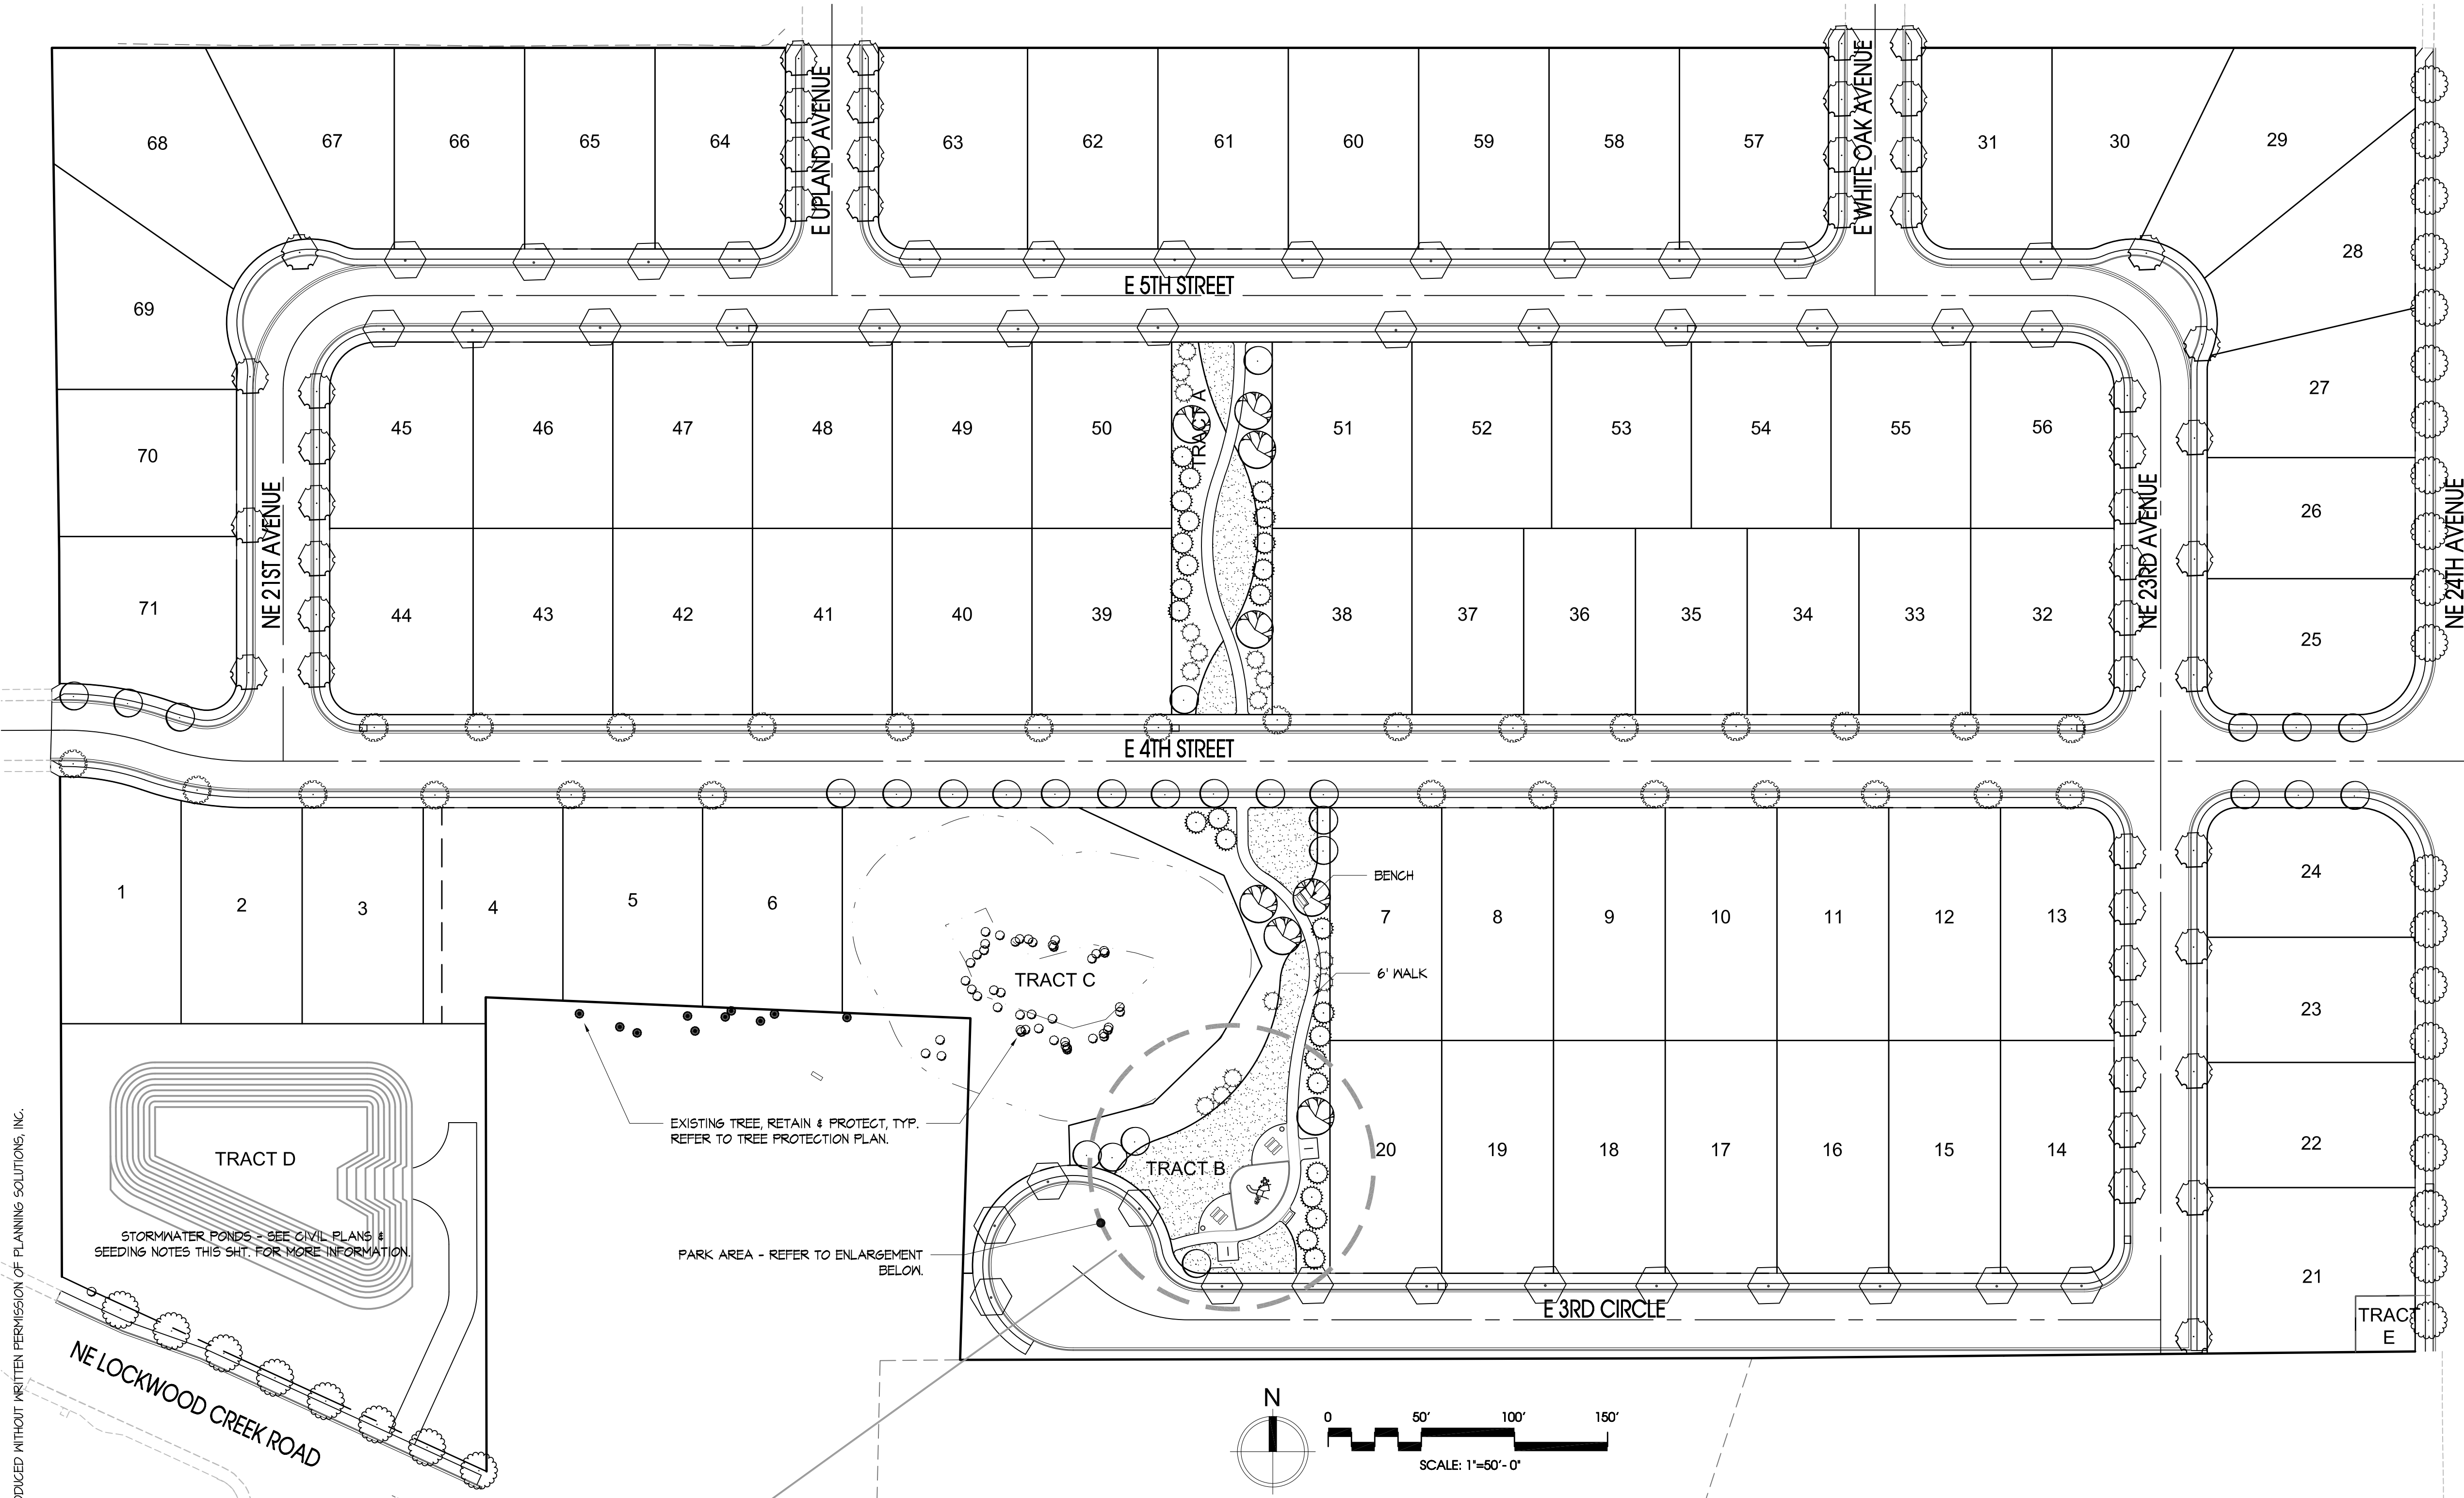 E UPLAND AVENUE
E WHITE OAK AVENUE
68
67
66
65
64
63
62
61
60
59
58
57
31
30
29
28
E 5TH STREET
69
27
TRACT A
45
46
47
48
49
50
51
52
53
54
55
56
70
NE 21ST AVENUE
NE 23RD AVENUE
NE 24TH AVENUE
26
71
44
43
42
41
40
39
38
37
36
35
34
33
32
25
E 4TH STREET
1
2
3
4
5
6
BENCH
7
8
9
10
11
12
13
24
TRACT C
6' WALK
23
EXISTING TREE, RETAIN & PROTECT, TYP.
REFER TO TREE PROTECTION PLAN.
TRACT D
TRACT B
20
19
18
17
16
15
14
22
STORMWATER PONDS - SEE CIVIL PLANS &
SEEDING NOTES THIS SHT. FOR MORE INFORMATION.
PARK AREA - REFER TO ENLARGEMENT
BELOW.
21
E 3RD CIRCLE
TRACT
E
NE LOCKWOOD CREEK ROAD
N
0 50' 100' 150'
SCALE: 1"=50'- 0"
DUCED WITHOUT WRITTEN PERMISSION OF PLANNING SOLUTIONS, INC.